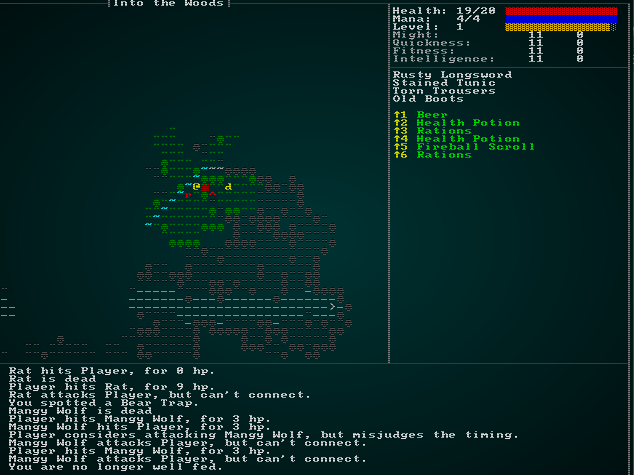 Into the Woods
Health: 19/20
Mana: 4/4
Level: 1
Might: 11 0
Quickness: 11 0
Fitness: 11 0
Intelligence: 11 0
Rusty Longsword
Stained Tunic
Torn Trousers
Old Boots
↑1 Beer
↑2 Health Potion
↑3 Rations
↑4 Health Potion
↑5 Fireball Scroll
↑6 Rations
Rat hits Player, for 0 hp.
Rat is dead
Player hits Rat, for 9 hp.
Rat attacks Player, but can't connect.
You spotted a Bear Trap.
Mangy Wolf is dead
Player hits Mangy Wolf, for 3 hp.
Mangy Wolf hits Player, for 3 hp.
Player considers attacking Mangy Wolf, but misjudges the timing.
Mangy Wolf attacks Player, but can't connect.
Player hits Mangy Wolf, for 3 hp.
Mangy Wolf attacks Player, but can't connect.
You are no longer well fed.